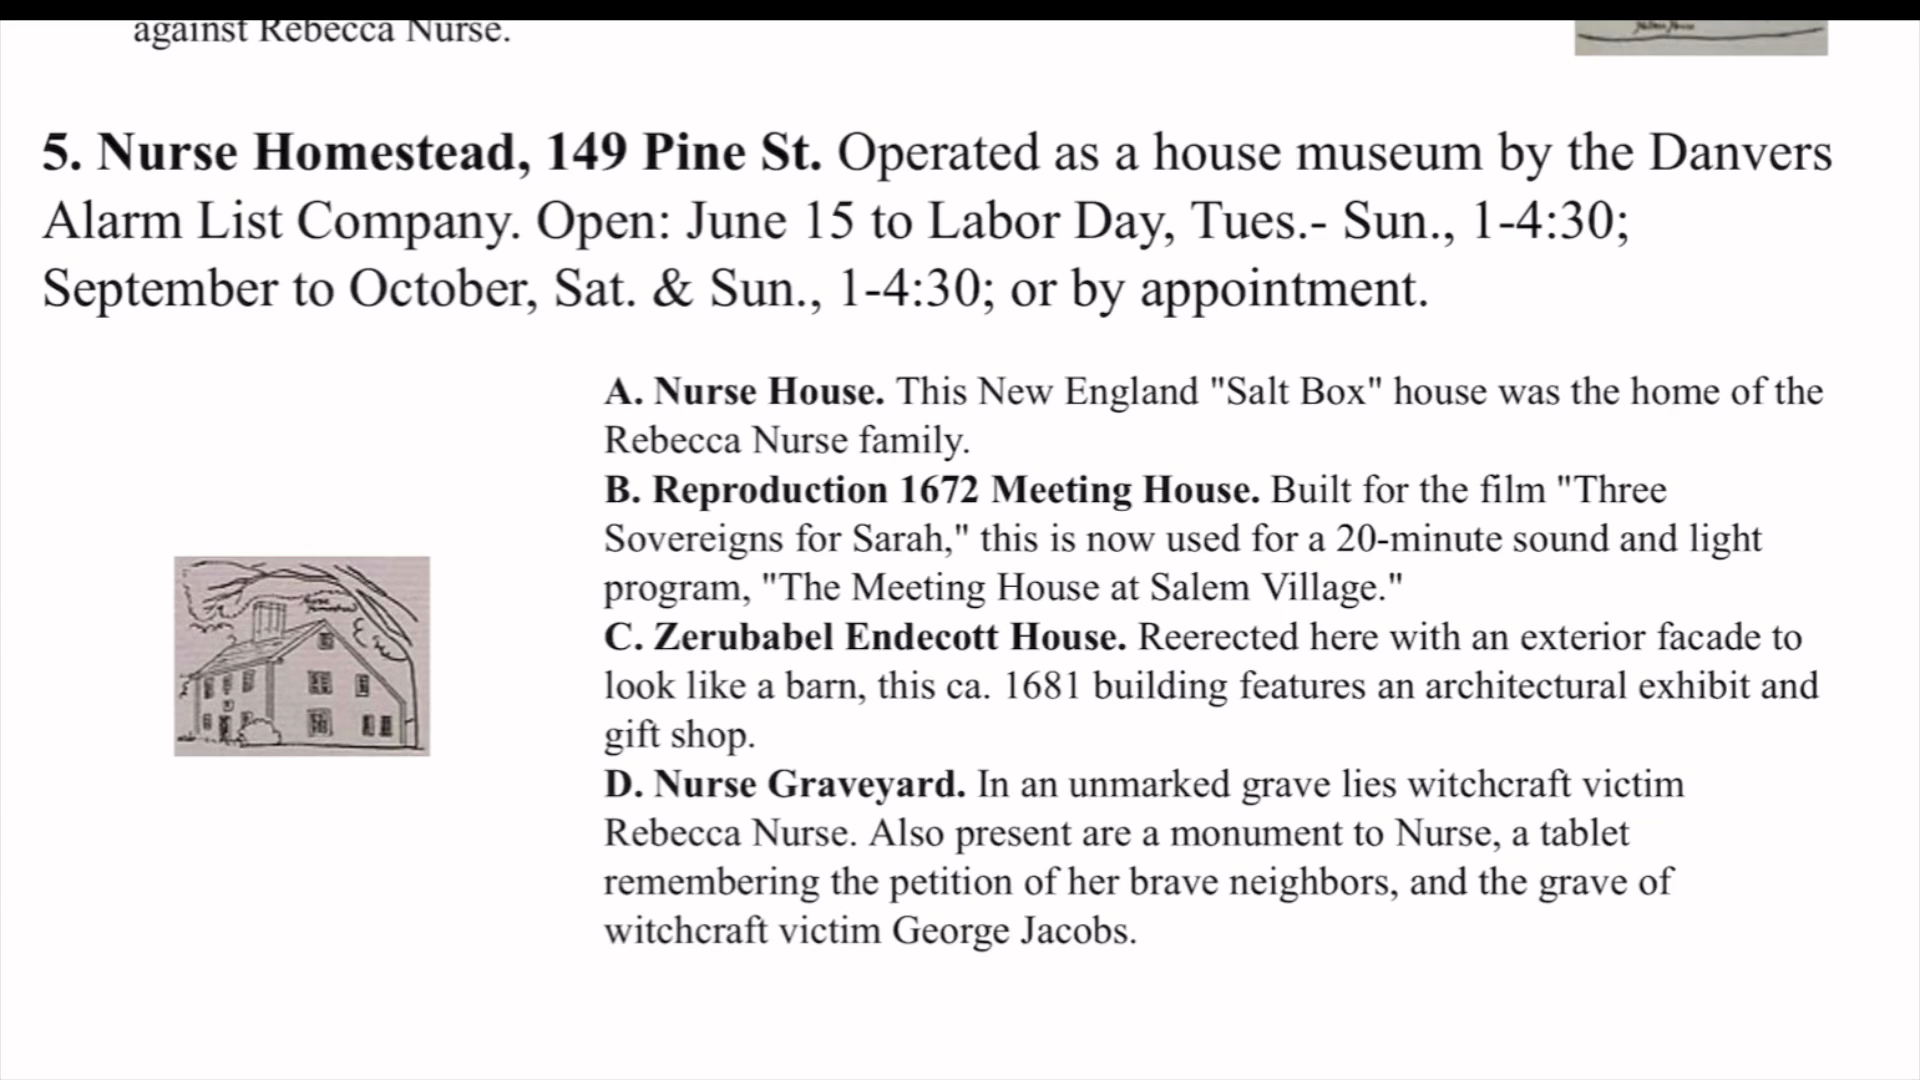 against Rebecca Nurse.
5. Nurse Homestead, 149 Pine St. Operated as a house museum by the Danvers
Alarm List Company. Open: June 15 to Labor Day, Tues.- Sun., 1-4:30;
September to October, Sat. & Sun., 1-4:30; or by appointment.
A. Nurse House. This New England "Salt Box" house was the home of the
Rebecca Nurse family.
B. Reproduction 1672 Meeting House. Built for the film "Three
Sovereigns for Sarah," this is now used for a 20-minute sound and light
program, "The Meeting House at Salem Village."
C. Zerubabel Endecott House. Reerected here with an exterior facade to
look like a barn, this ca. 1681 building features an architectural exhibit and
gift shop.
D. Nurse Graveyard. In an unmarked grave lies witchcraft victim
Rebecca Nurse. Also present are a monument to Nurse, a tablet
remembering the petition of her brave neighbors, and the grave of
witchcraft victim George Jacobs.
Nurse
Homestead